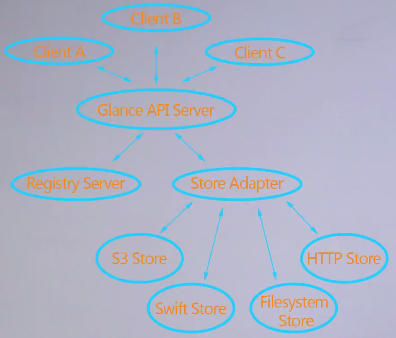 Client B
Client A
Client C
Glance API Server
Registry Server
Store Adapter
S3 Store
HTTP Store
Swift Store
Filesystem
Store